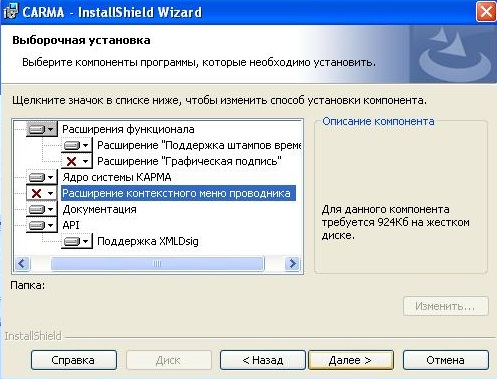 CARMA - InstallShield Wizard
Выборочная установка
Выберите компоненты программы, которые необходимо установить.
Щелкните значок в списке ниже, чтобы изменить способ установки компонента.
Расширения функционала
Расширение "Поддержка штампов време
Расширение "Графическая подпись"
Ядро системы КАРМА
Расширение контекстного меню проводника
Документация
API
Поддержка XMLDsig
Описание компонента
Для данного компонента
требуется 924Кб на жестком
диске.
Папка:
Изменить...
InstallShield
Справка
Диск
< Назад
Далее >
Отмена